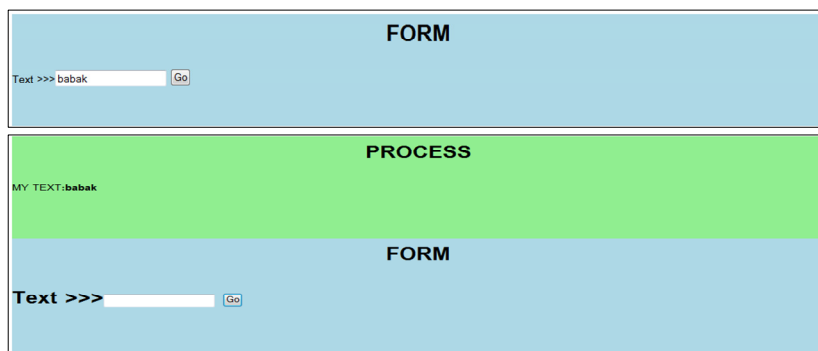 FORM
Text >>> babak Go
PROCESS
MY TEXT:babak
FORM
Text >>> Go